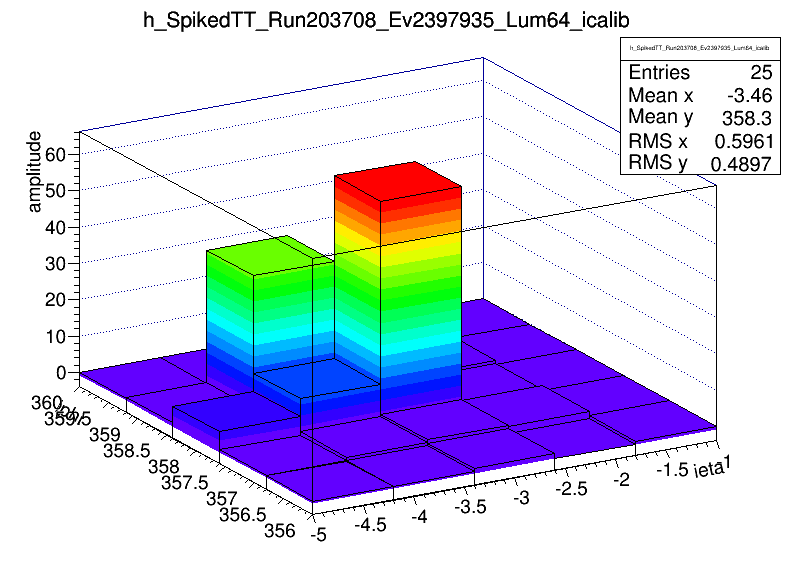 h_SpikedTT_Run203708_Ev2397935_Lum64_icalib
h_SpikedTT_Run203708_Ev2397935_Lum64_icalib
Entries 25
Mean x -3.46
Mean y 358.3
RMS x 0.5961
RMS y 0.4897
amplitude
60
50
40
30
20
10
0
360
359.5
359
358.5
358
357.5
357
356.5
356
-5
-4.5
-4
-3.5
-3
-2.5
-2
-1.5
ieta